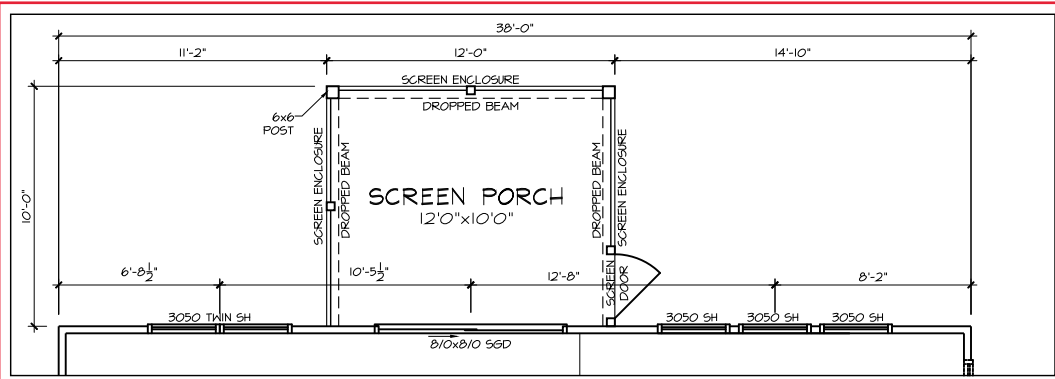 38'-0"
11'-2"
12'-0"
14'-10"
SCREEN ENCLOSURE
DROPPED BEAM
6x6
POST
SCREEN ENCLOSURE
DROPPED BEAM
DROPPED BEAM
SCREEN ENCLOSURE
10'-0"
SCREEN PORCH
12'0"x10'0"
6'-8½"
10'-5½"
12'-8"
SCREEN
DOOR
8'-2"
3050 TWIN SH
3050 SH
3050 SH
3050 SH
8/0x8/0 SGD